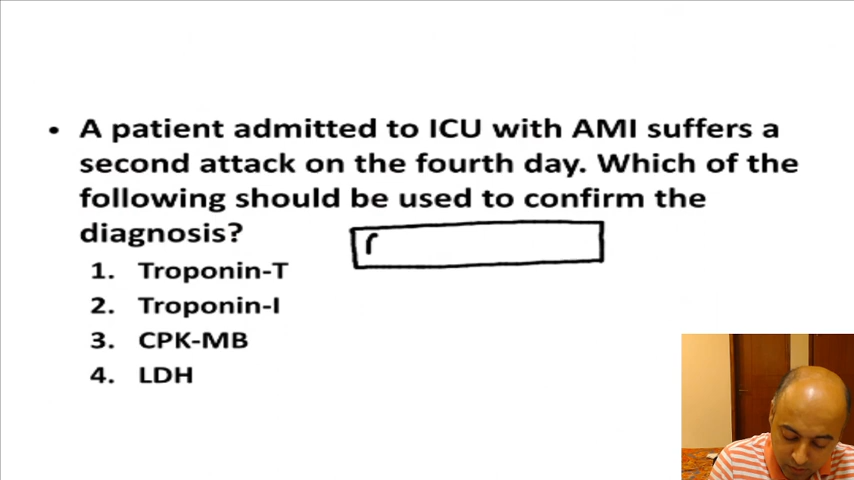 • A patient admitted to ICU with AMI suffers a
second attack on the fourth day. Which of the
following should be used to confirm the
diagnosis?
1. Troponin-T
2. Troponin-I
3. CPK-MB
4. LDH